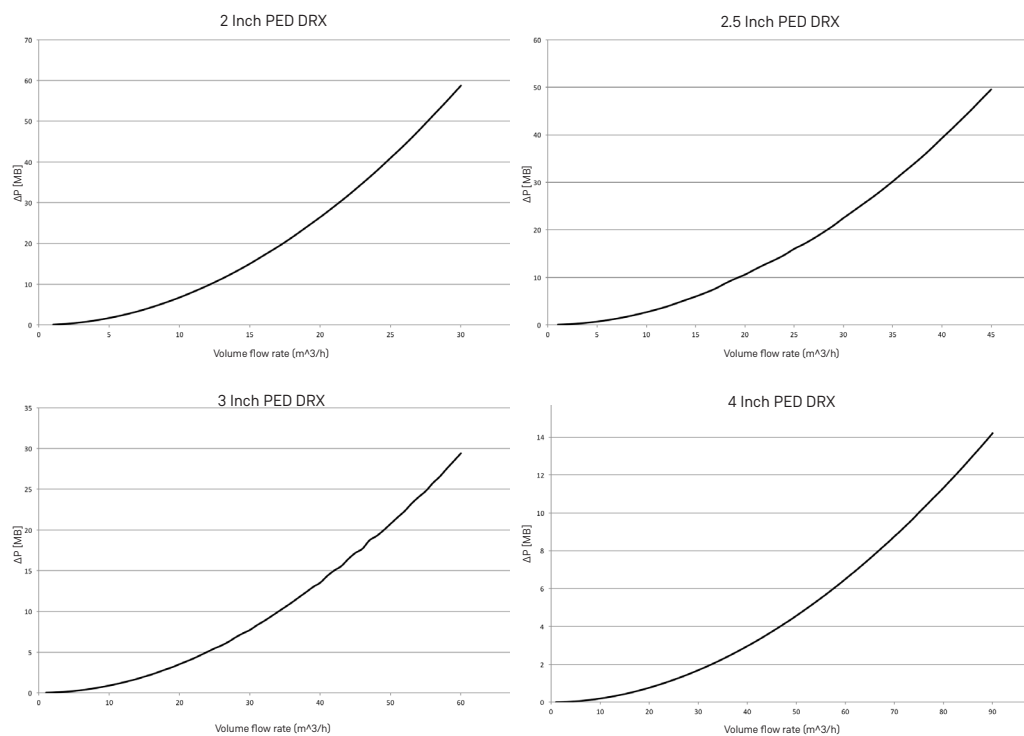 2 Inch PED DRX
70
60
50
40
30
20
10
0
ΔP [MB]
0 5 10 15 20 25 30
Volume flow rate (m^3/h)
2.5 Inch PED DRX
60
50
40
30
20
10
0
ΔP [MB]
0 5 10 15 20 25 30 35 40 45
Volume flow rate (m^3/h)
3 Inch PED DRX
35
30
25
20
15
10
5
0
ΔP [MB]
0 10 20 30 40 50 60
Volume flow rate (m^3/h)
4 Inch PED DRX
14
12
10
8
6
4
2
0
ΔP [MB]
0 10 20 30 40 50 60 70 80 90
Volume flow rate (m^3/h)